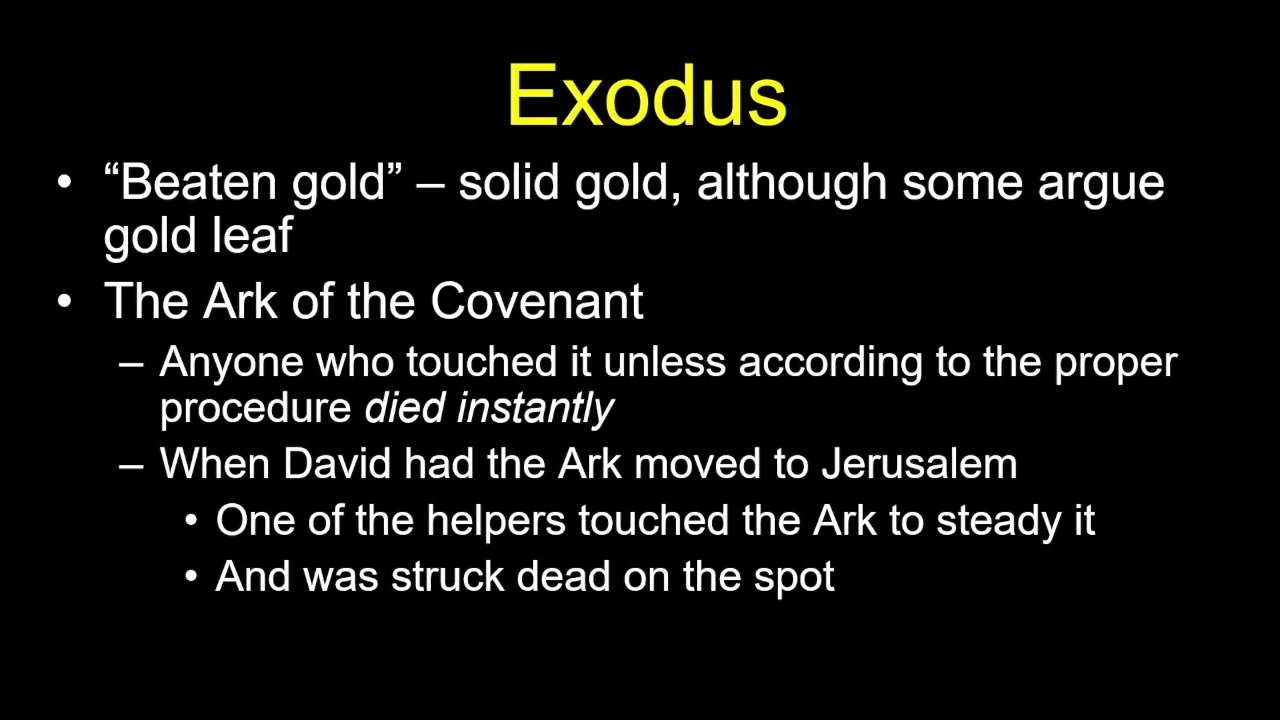 Exodus
• “Beaten gold” – solid gold, although some argue
gold leaf
• The Ark of the Covenant
– Anyone who touched it unless according to the proper
procedure died instantly
– When David had the Ark moved to Jerusalem
• One of the helpers touched the Ark to steady it
• And was struck dead on the spot